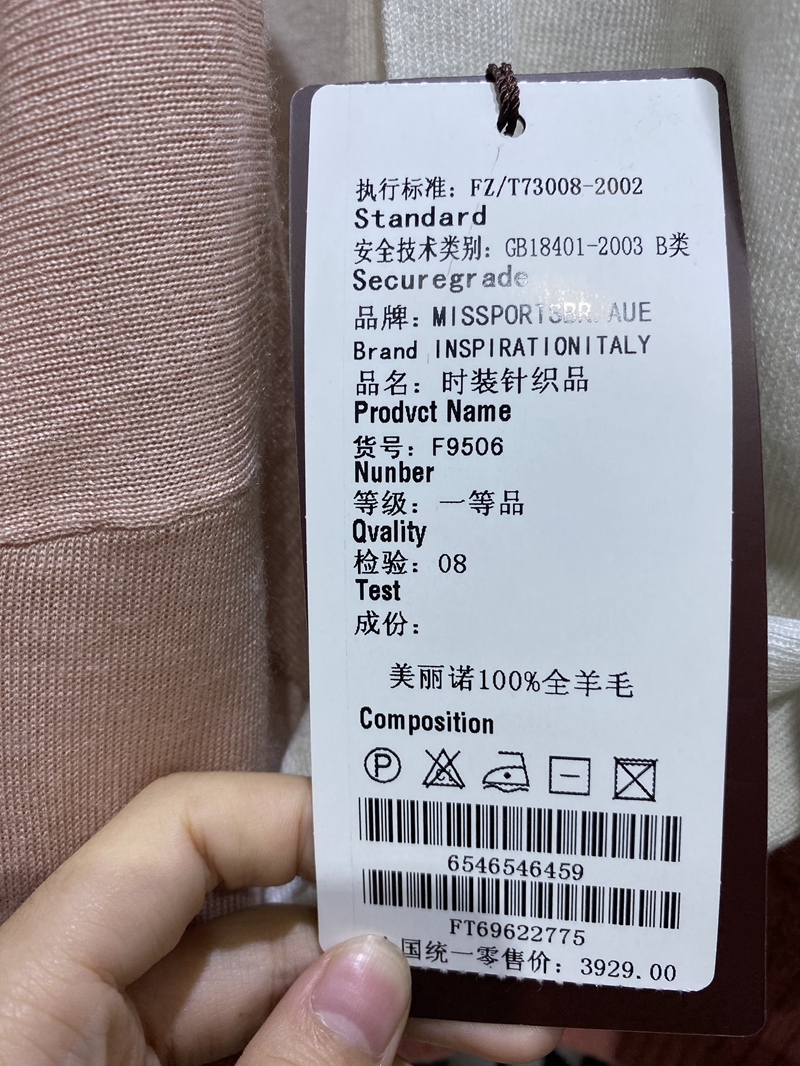 执行标准：FZ/T73008-2002
Standard
安全技术类别：GB18401-2003 B类
Securegrade
品牌：AUE
Brand INSPIRATIONITALY
品名：时装针织品
Prodvct Name
货号：F9506
Nunber
等级：一等品
Qvality
检验：08
Test
成份：
美丽诺100%全羊毛
Composition
P
CL
6546546459
FT69622775
国统一零售价：3929.00